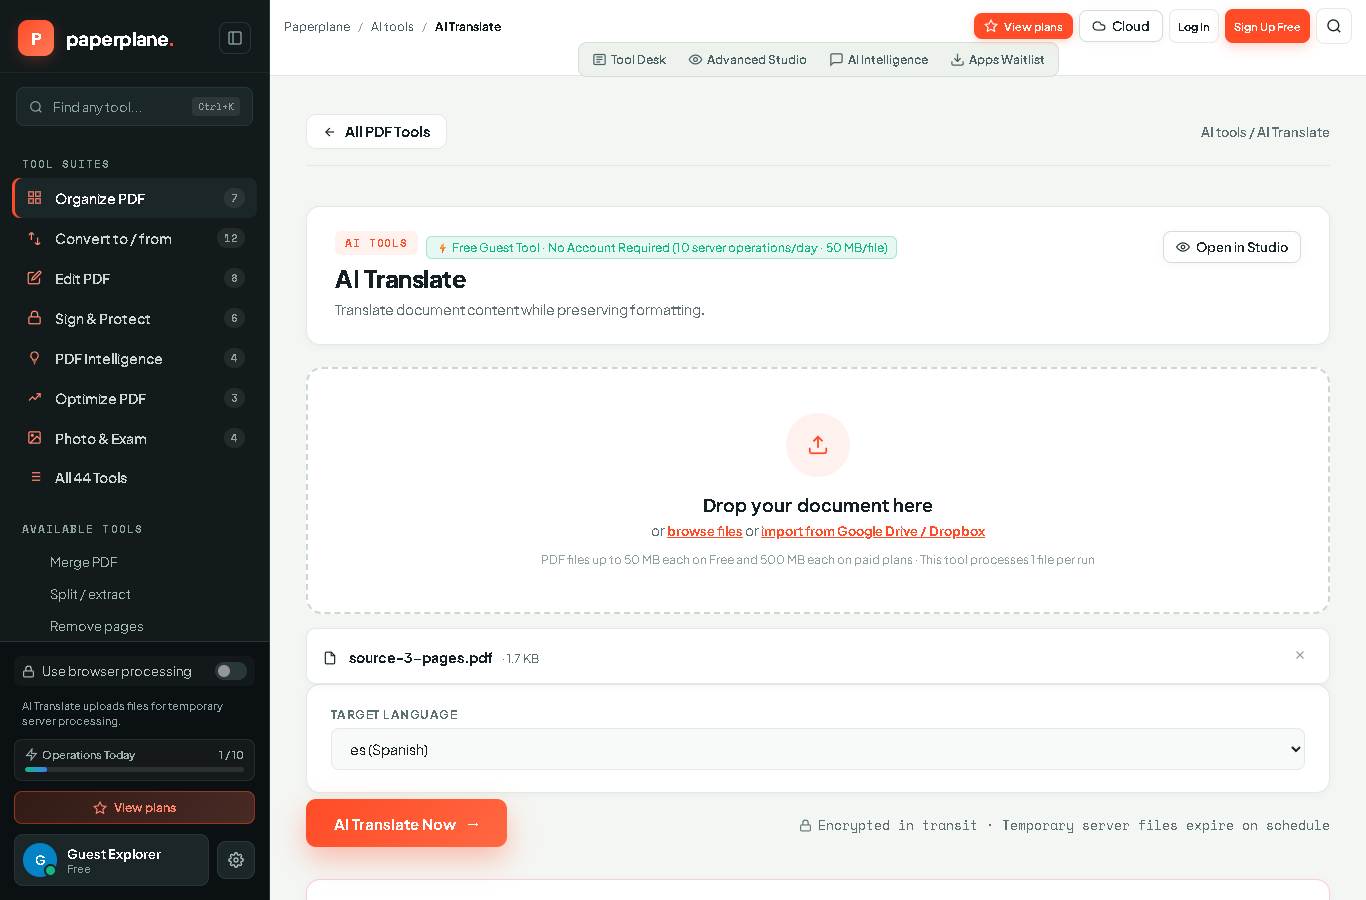 P paperplane.
Find any tool... Ctrl+K
TOOL SUITES
Organize PDF 7
Convert to / from 12
Edit PDF 8
Sign & Protect 6
PDF Intelligence 4
Optimize PDF 3
Photo & Exam 4
All 44 Tools
AVAILABLE TOOLS
Merge PDF
Split / extract
Remove pages
Use browser processing
AI Translate uploads files for temporary
server processing.
Operations Today 1 / 10
View plans
G Guest Explorer
Free
Paperplane / AI tools / AI Translate
View plans Cloud Log In Sign Up Free
Tool Desk Advanced Studio AI Intelligence Apps Waitlist
All PDF Tools AI tools / AI Translate
AI TOOLS Free Guest Tool · No Account Required (10 server operations/day · 50 MB/file) Open in Studio
AI Translate
Translate document content while preserving formatting.
Drop your document here
or browse files or import from Google Drive / Dropbox
PDF files up to 50 MB each on Free and 500 MB each on paid plans · This tool processes 1 file per run
source-3-pages.pdf · 1.7 KB ×
TARGET LANGUAGE
es (Spanish)
AI Translate Now → Encrypted in transit · Temporary server files expire on schedule